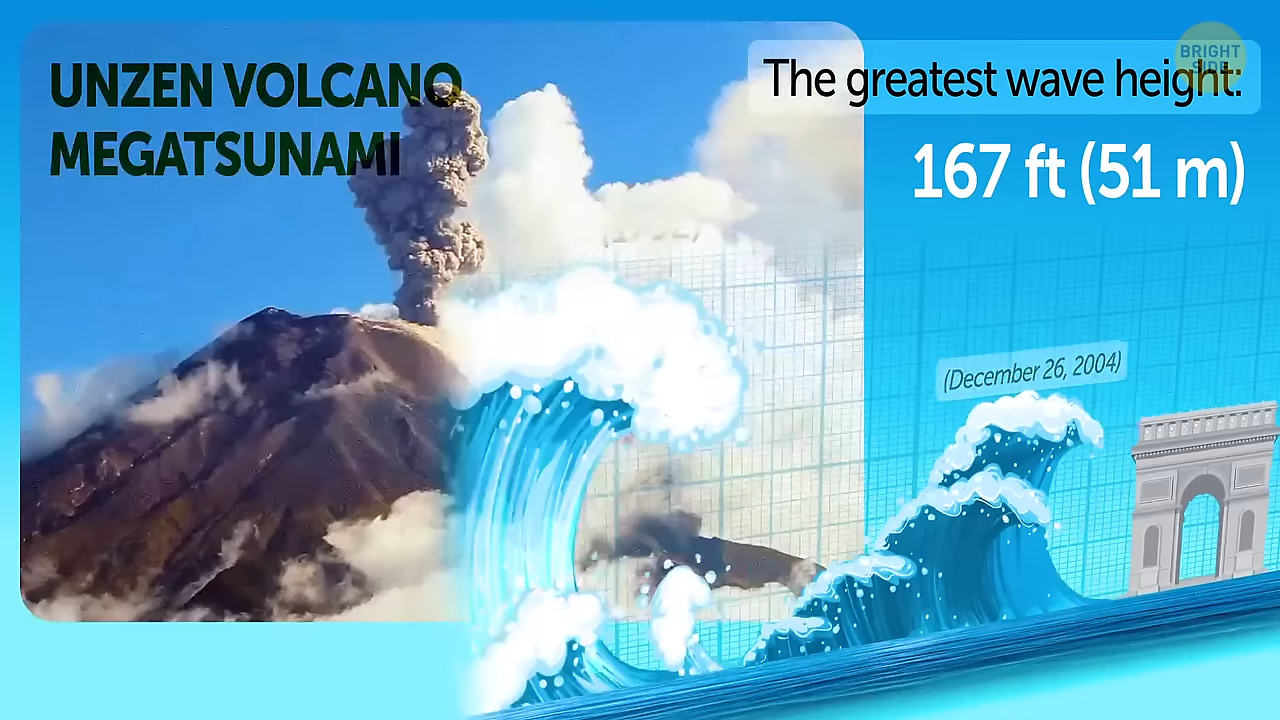 UNZEN VOLCANO
MEGATSUNAMI
The greatest wave height:
167 ft (51 m)
BRIGHT
SIDE
(December 26, 2004)